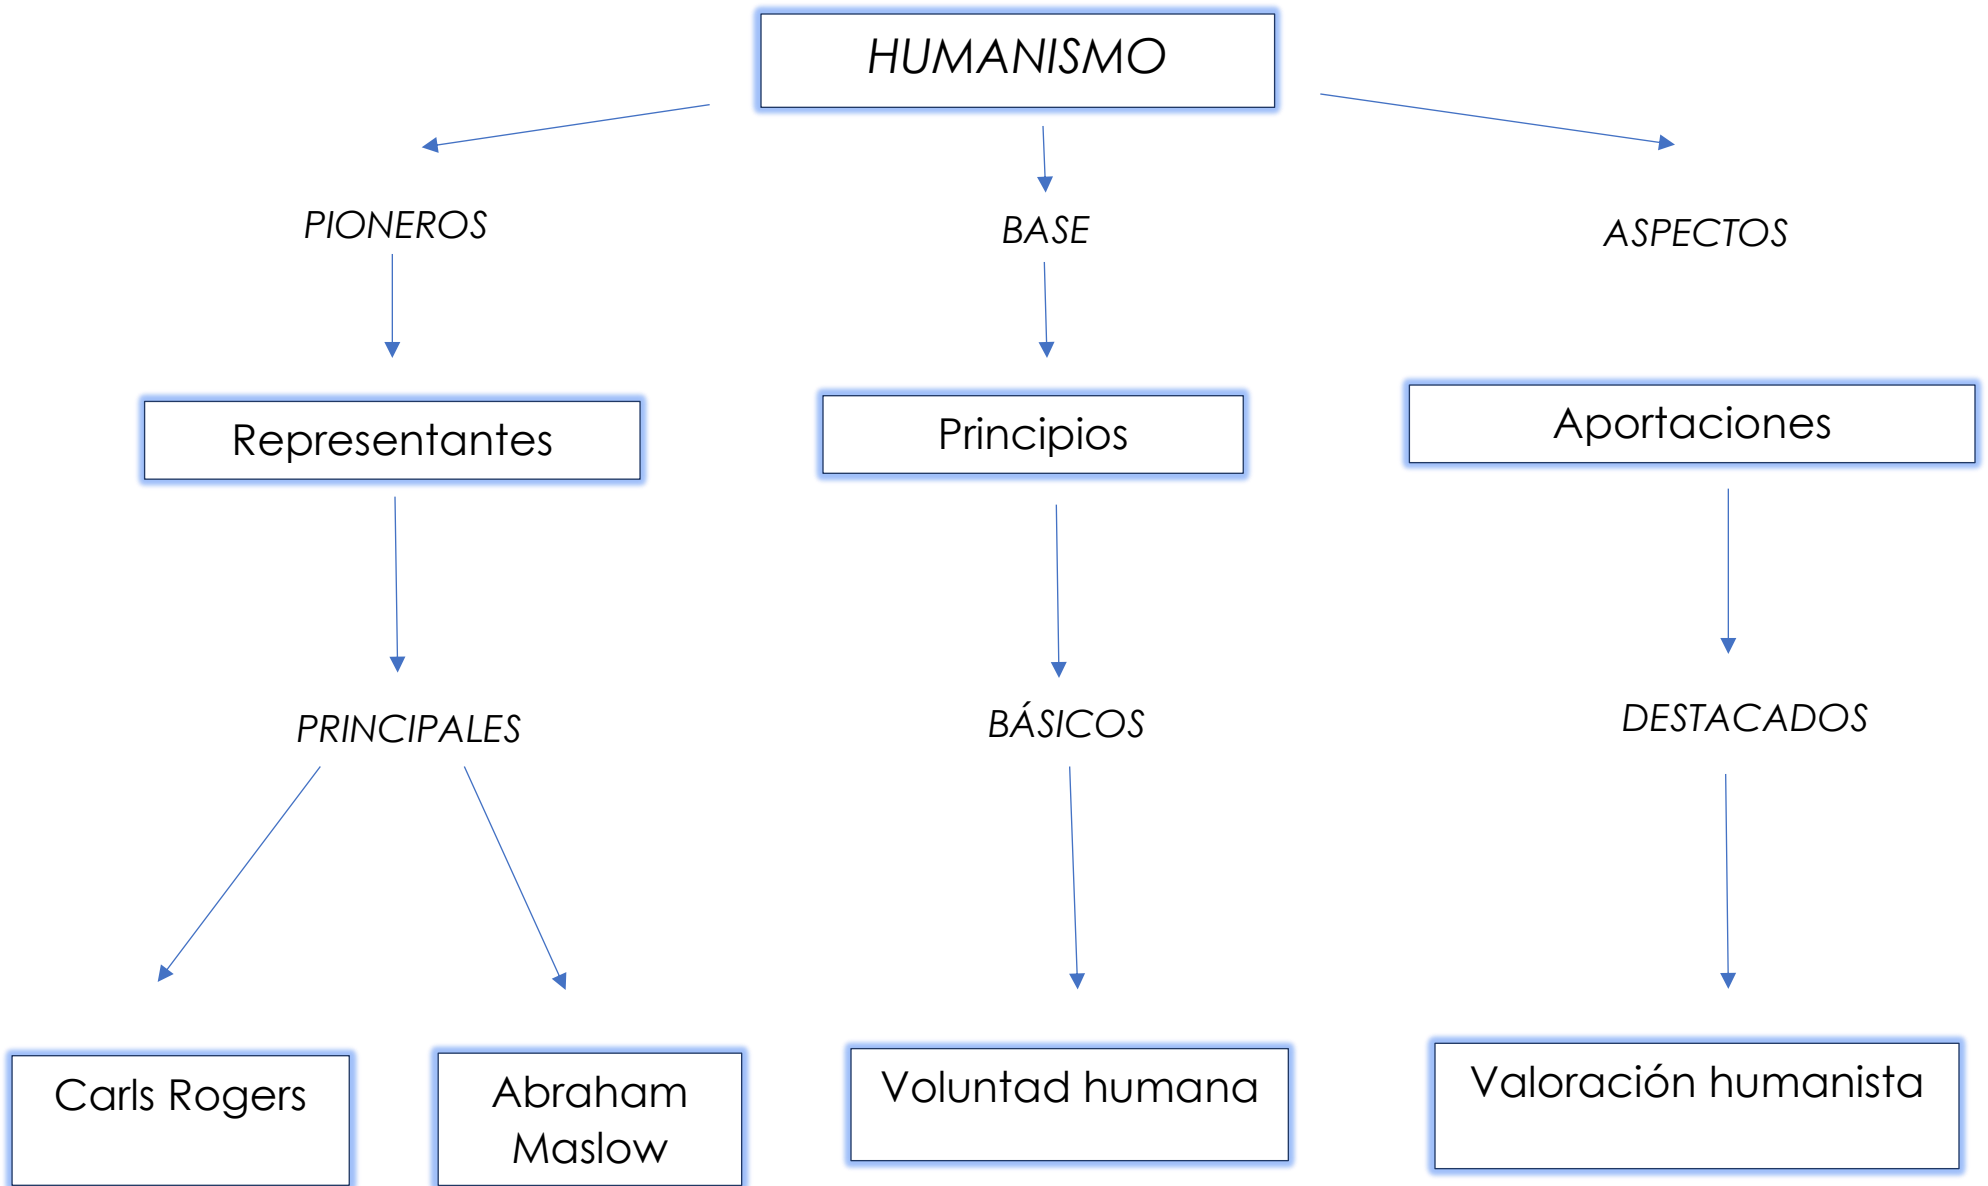 HUMANISMO
PIONEROS
BASE
ASPECTOS
Representantes
Principios
Aportaciones
PRINCIPALES
BÁSICOS
DESTACADOS
Carls Rogers
Abraham
Maslow
Voluntad humana
Valoración humanista